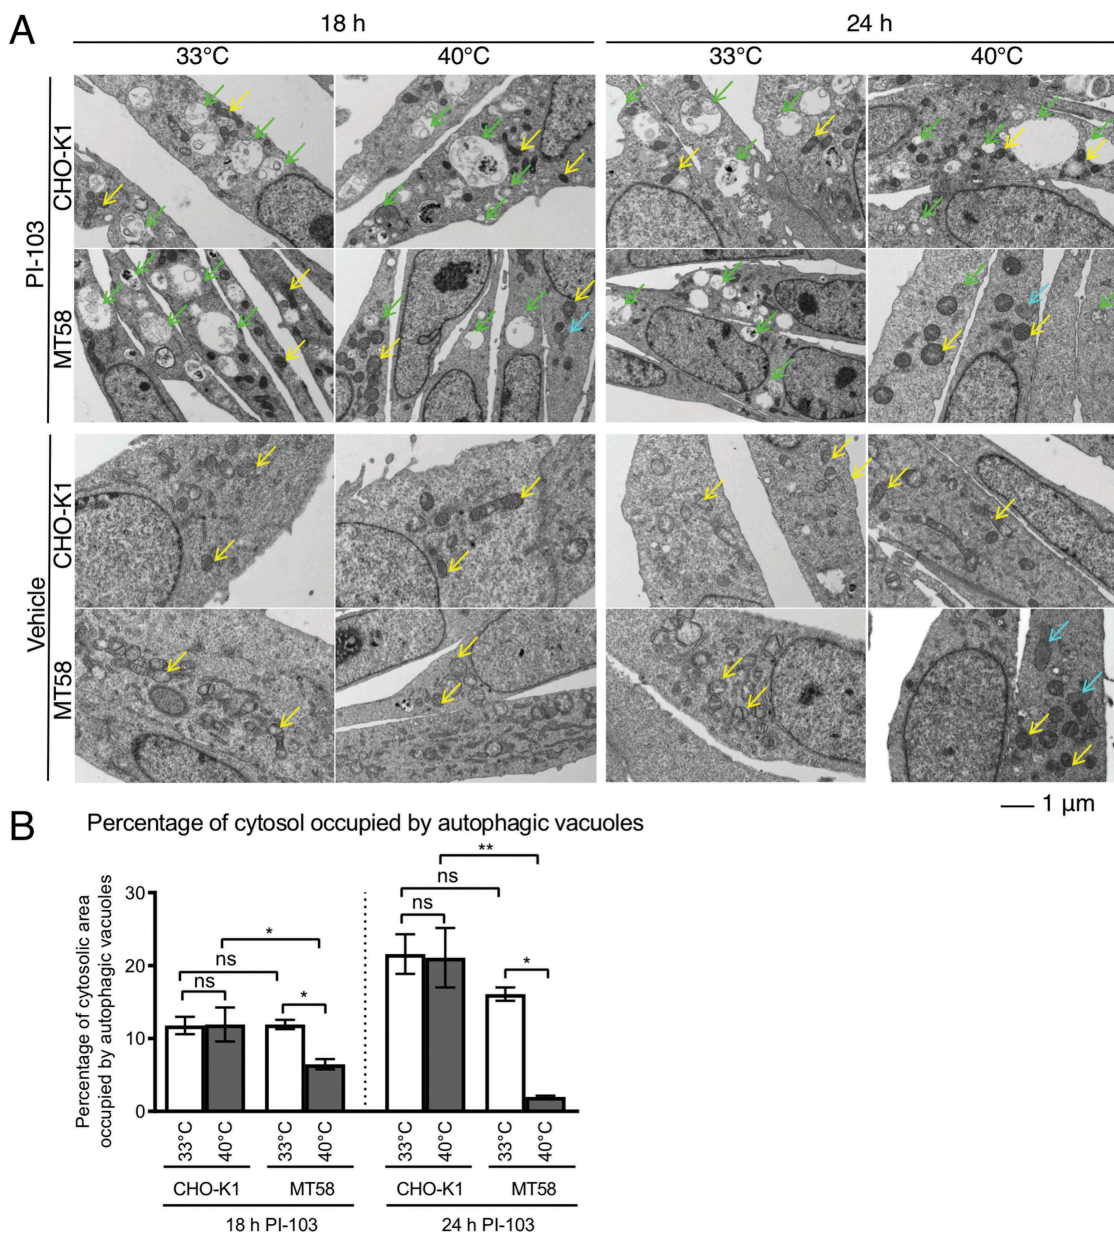 A
18 h
24 h
33°C
40°C
33°C
40°C
PI-103
CHO-K1
MT58
Vehicle
CHO-K1
MT58
1 µm
B
Percentage of cytosol occupied by autophagic vacuoles
Percentage of cytosolic area
occupied by autophagic vacuoles
30
20
10
0
ns
ns
*
*
ns
ns
**
*
33°C
40°C
33°C
40°C
33°C
40°C
33°C
40°C
CHO-K1
MT58
CHO-K1
MT58
18 h PI-103
24 h PI-103